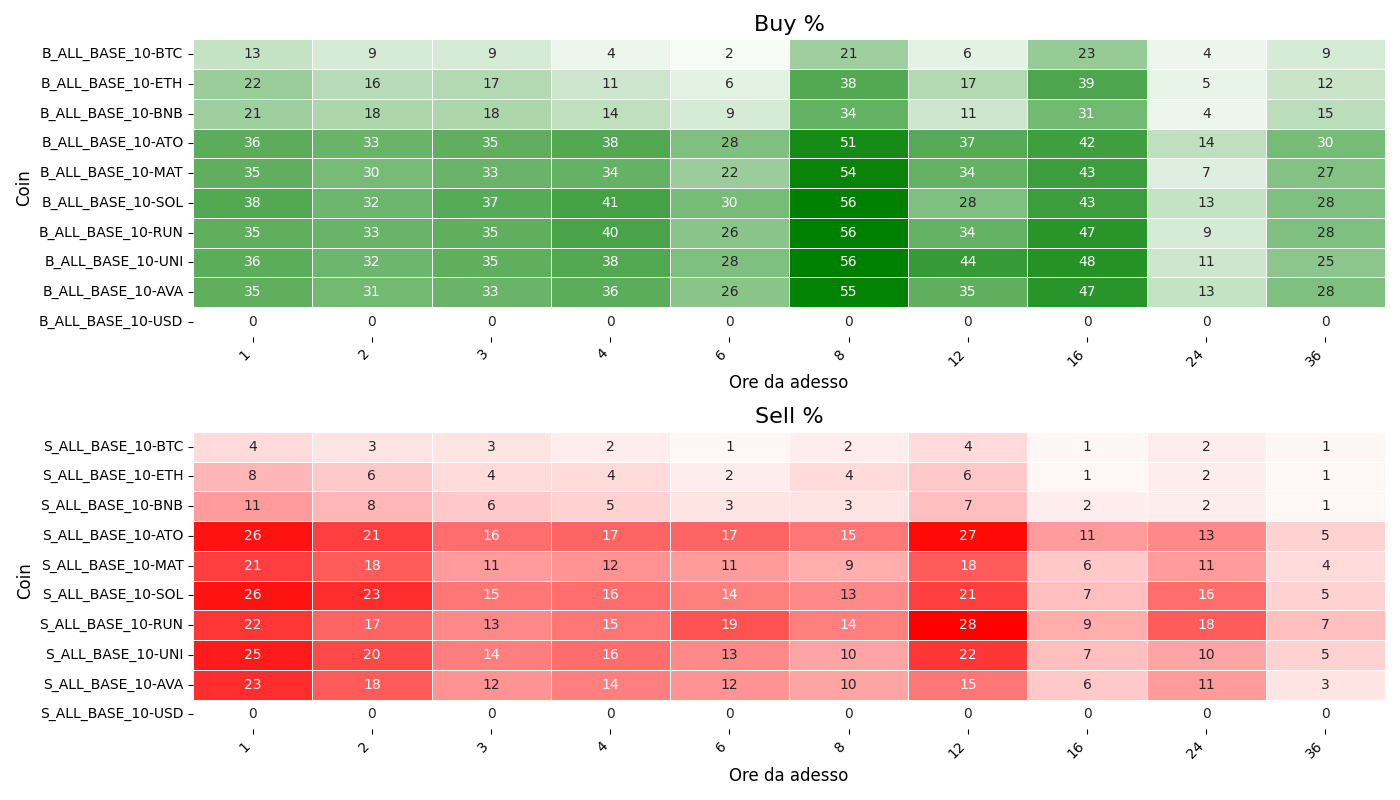 Buy %
B_ALL_BASE_10-BTC 13 9 9 4 2 21 6 23 4 9
B_ALL_BASE_10-ETH 22 16 17 11 6 38 17 39 5 12
B_ALL_BASE_10-BNB 21 18 18 14 9 34 11 31 4 15
B_ALL_BASE_10-ATO 36 33 35 38 28 51 37 42 14 30
B_ALL_BASE_10-MAT 35 30 33 34 22 54 34 43 7 27
B_ALL_BASE_10-SOL 38 32 37 41 30 56 28 43 13 28
B_ALL_BASE_10-RUN 35 33 35 40 26 56 34 47 9 28
B_ALL_BASE_10-UNI 36 32 35 38 28 56 44 48 11 25
B_ALL_BASE_10-AVA 35 31 33 36 26 55 35 47 13 28
B_ALL_BASE_10-USD 0 0 0 0 0 0 0 0 0 0
Coin
1 2 3 4 6 8 12 16 24 36
Ore da adesso
Sell %
S_ALL_BASE_10-BTC 4 3 3 2 1 2 4 1 2 1
S_ALL_BASE_10-ETH 8 6 4 4 2 4 6 1 2 1
S_ALL_BASE_10-BNB 11 8 6 5 3 3 7 2 2 1
S_ALL_BASE_10-ATO 26 21 16 17 17 15 27 11 13 5
S_ALL_BASE_10-MAT 21 18 11 12 11 9 18 6 11 4
S_ALL_BASE_10-SOL 26 23 15 16 14 13 21 7 16 5
S_ALL_BASE_10-RUN 22 17 13 15 19 14 28 9 18 7
S_ALL_BASE_10-UNI 25 20 14 16 13 10 22 7 10 5
S_ALL_BASE_10-AVA 23 18 12 14 12 10 15 6 11 3
S_ALL_BASE_10-USD 0 0 0 0 0 0 0 0 0 0
Coin
1 2 3 4 6 8 12 16 24 36
Ore da adesso